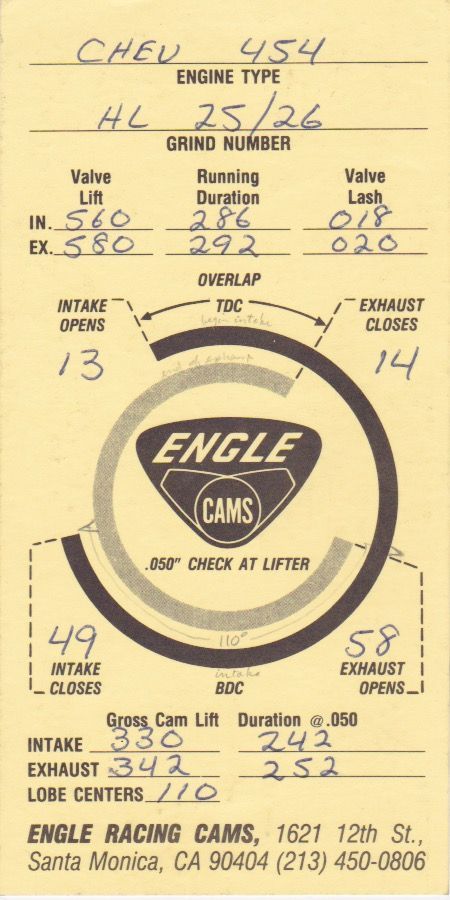 CHEV 454
ENGINE TYPE
HL 25/26
GRIND NUMBER
Valve Lift Running Duration Valve Lash
IN. 560 286 018
EX. 580 292 020
OVERLAP
INTAKE OPENS TDC EXHAUST CLOSES
begin intake
13 14
end of exhaust
ENGLE
CAMS
.050" CHECK AT LIFTER
110°
49 58
INTAKE CLOSES intake EXHAUST OPENS
BDC
Gross Cam Lift Duration @ .050
INTAKE 330 242
EXHAUST 342 252
LOBE CENTERS 110
ENGLE RACING CAMS, 1621 12th St.,
Santa Monica, CA 90404 (213) 450-0806